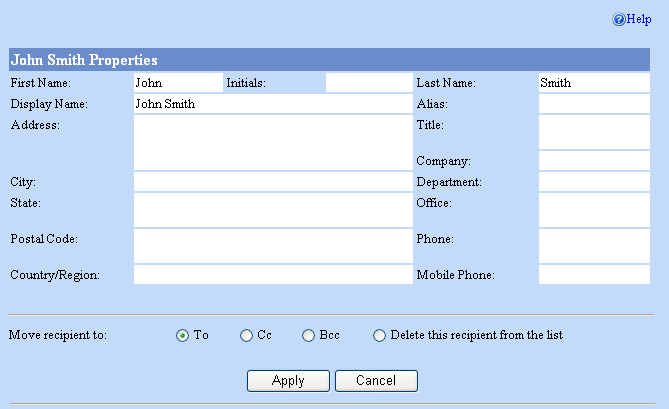 Help
John Smith Properties
First Name: John Initials: Last Name: Smith
Display Name: John Smith Alias:
Address: Title:
Company:
City: Department:
State: Office:
Postal Code: Phone:
Country/Region: Mobile Phone:
Move recipient to: To Cc Bcc Delete this recipient from the list
Apply Cancel